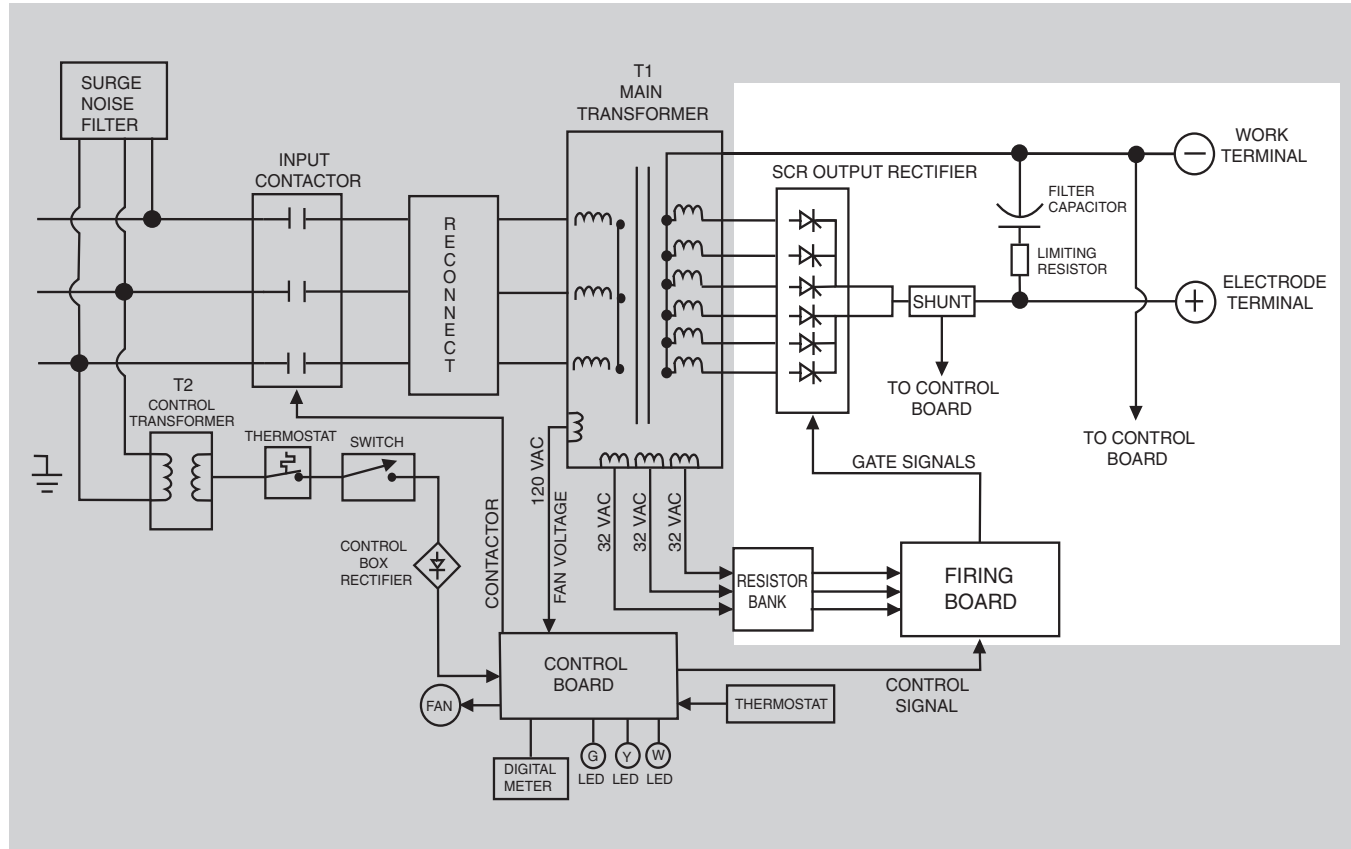 SURGE
NOISE
FILTER
INPUT
CONTACTOR
T1
MAIN
TRANSFORMER
R
E
C
O
N
N
E
C
T
SCR OUTPUT RECTIFIER
WORK
TERMINAL
−
FILTER
CAPACITOR
LIMITING
RESISTOR
ELECTRODE
TERMINAL
+
SHUNT
TO CONTROL
BOARD
TO CONTROL
BOARD
GATE SIGNALS
T2
CONTROL
TRANSFORMER
THERMOSTAT
SWITCH
CONTROL
BOX
RECTIFIER
CONTACTOR
120 VAC
FAN VOLTAGE
32 VAC
32 VAC
32 VAC
RESISTOR
BANK
FIRING
BOARD
CONTROL
BOARD
CONTROL
SIGNAL
THERMOSTAT
FAN
DIGITAL
METER
G
LED
Y
LED
W
LED